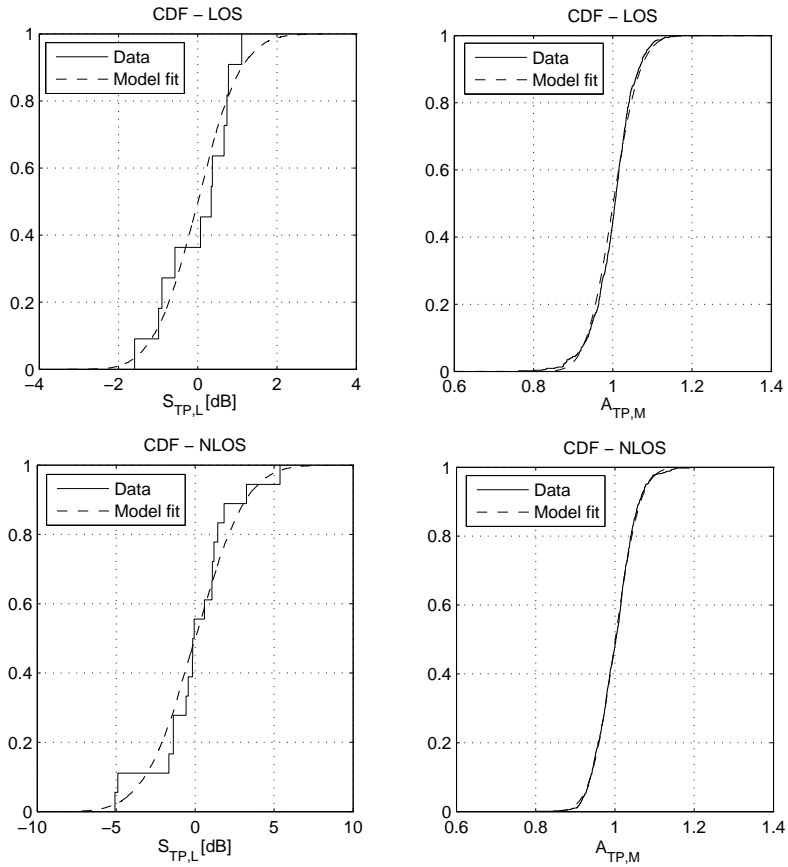 CDF − LOS
Data
Model fit
1
0.8
0.6
0.4
0.2
0
−4 −2 0 2 4
S_TP,L [dB]
CDF − LOS
Data
Model fit
1
0.8
0.6
0.4
0.2
0
0.6 0.8 1 1.2 1.4
A_TP,M
CDF − NLOS
Data
Model fit
1
0.8
0.6
0.4
0.2
0
−10 −5 0 5 10
S_TP,L [dB]
CDF − NLOS
Data
Model fit
1
0.8
0.6
0.4
0.2
0
0.6 0.8 1 1.2 1.4
A_TP,M